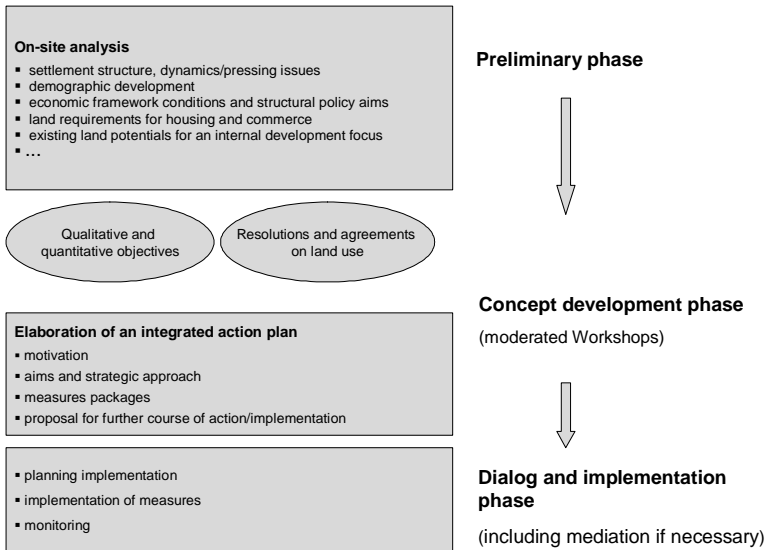 On-site analysis
▪ settlement structure, dynamics/pressing issues
▪ demographic development
▪ economic framework conditions and structural policy aims
▪ land requirements for housing and commerce
▪ existing land potentials for an internal development focus
▪ ...
Preliminary phase
Qualitative and
quantitative objectives
Resolutions and agreements
on land use
Concept development phase
(moderated Workshops)
Elaboration of an integrated action plan
▪ motivation
▪ aims and strategic approach
▪ measures packages
▪ proposal for further course of action/implementation
▪ planning implementation
▪ implementation of measures
▪ monitoring
Dialog and implementation
phase
(including mediation if necessary)